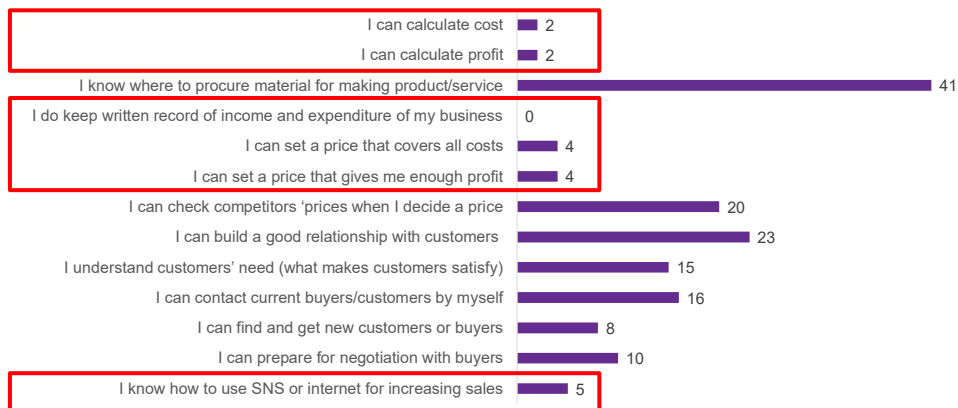 I can calculate cost 2
I can calculate profit 2
I know where to procure material for making product/service 41
I do keep written record of income and expenditure of my business 0
I can set a price that covers all costs 4
I can set a price that gives me enough profit 4
I can check competitors ‘prices when I decide a price 20
I can build a good relationship with customers 23
I understand customers’ need (what makes customers satisfy) 15
I can contact current buyers/customers by myself 16
I can find and get new customers or buyers 8
I can prepare for negotiation with buyers 10
I know how to use SNS or internet for increasing sales 5